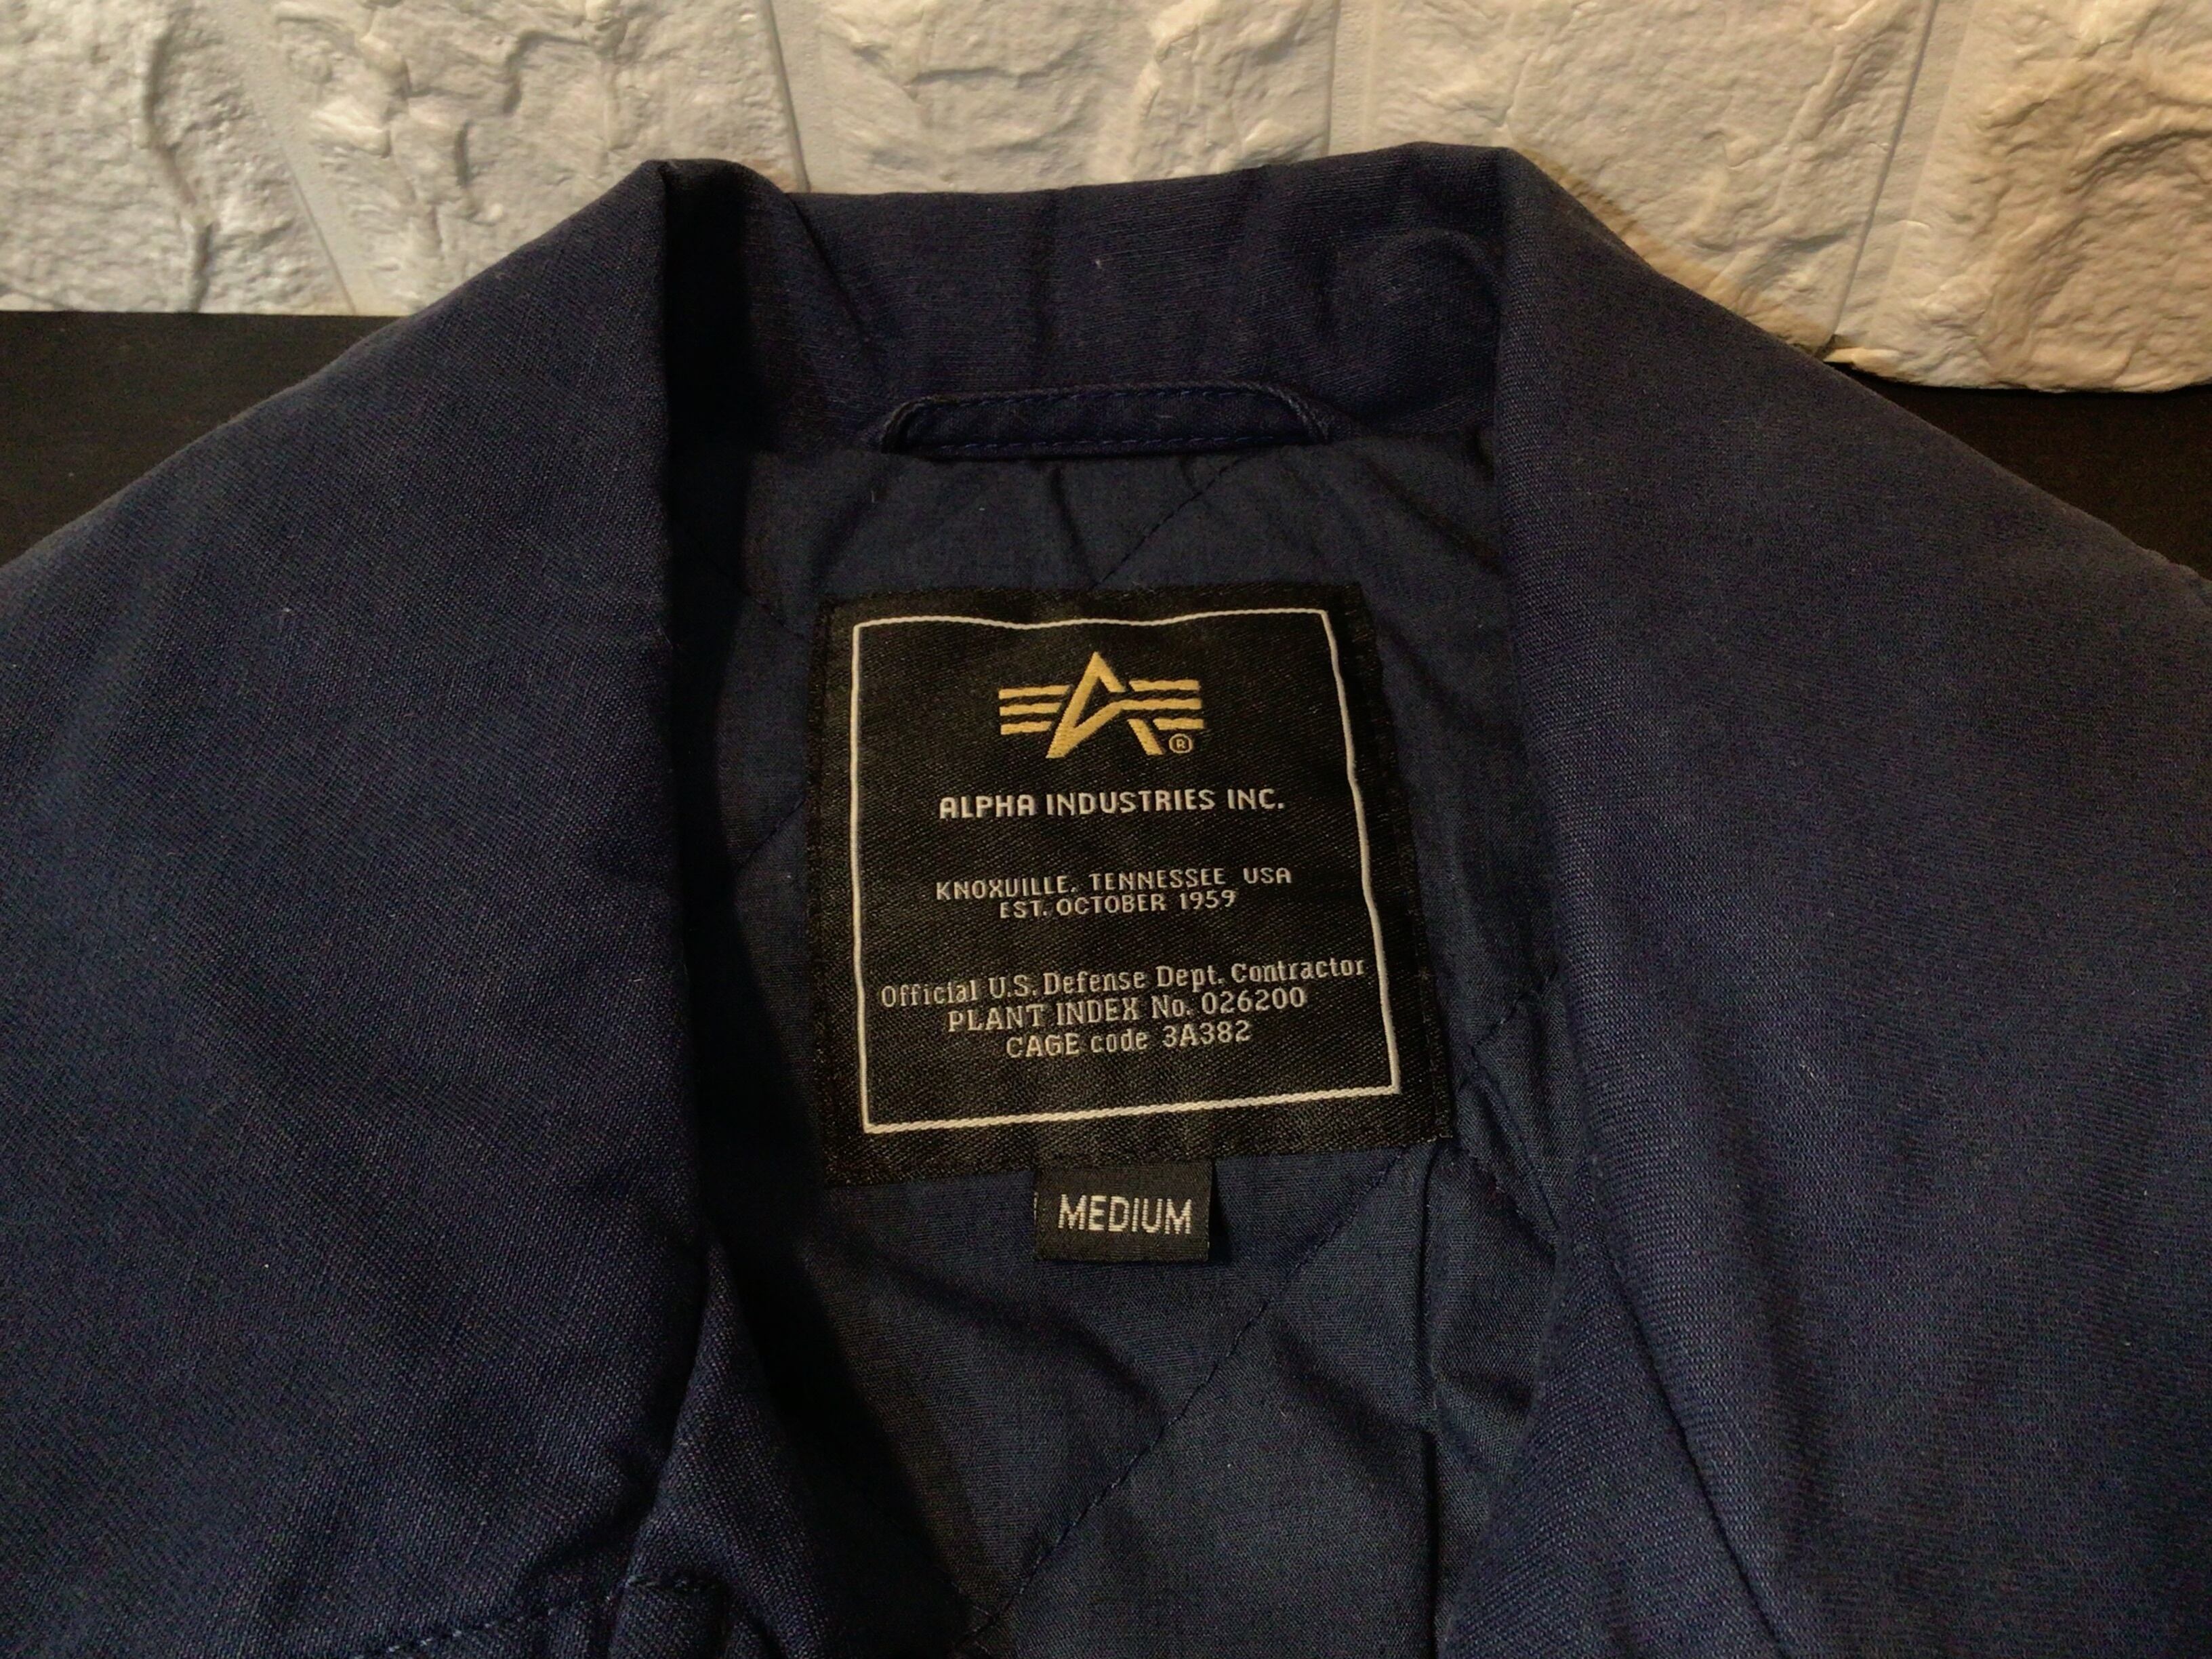 ®
ALPHA INDUSTRIES INC.
KNOXVILLE, TENNESSEE USA
EST. OCTOBER 1959
Official U.S. Defense Dept. Contractor
PLANT INDEX No. 026200
CAGE code 3A382
MEDIUM